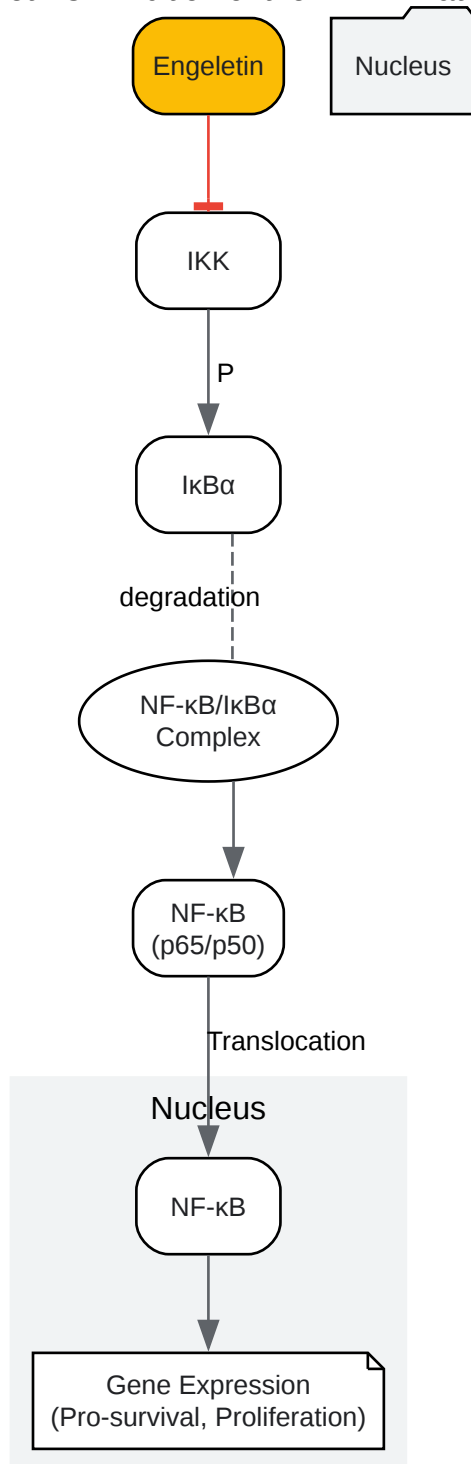 Engeletin
Nucleus
IKK
P
IκBα
degradation
NF-κB/IκBα
Complex
NF-κB
(p65/p50)
Translocation
Nucleus
NF-κB
Gene Expression
(Pro-survival, Proliferation)